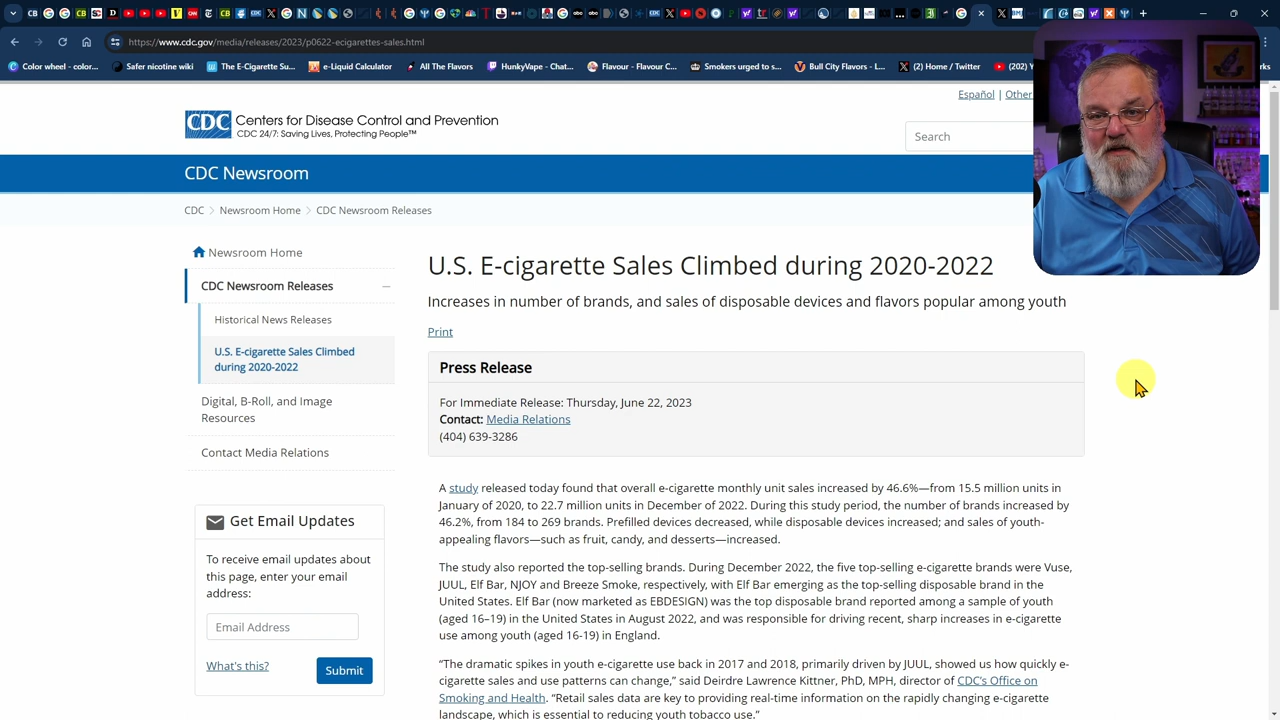 https://www.cdc.gov/media/releases/2023/p0622-ecigarettes-sales.html
Color wheel - color... Safer nicotine wiki The E-Cigarette Su... e-Liquid Calculator All The Flavors HunkyVape - Chat... Flavour – Flavour C... Smokers urged to s... Bull City Flavors – L... (2) Home / Twitter (202) Y
Español | Other
CDC Centers for Disease Control and Prevention
CDC 24/7: Saving Lives, Protecting People™
Search
CDC Newsroom
CDC > Newsroom Home > CDC Newsroom Releases
Newsroom Home
CDC Newsroom Releases
Historical News Releases
U.S. E-cigarette Sales Climbed
during 2020-2022
Digital, B-Roll, and Image
Resources
Contact Media Relations
Get Email Updates
To receive email updates about
this page, enter your email
address:
Email Address
What's this? Submit
U.S. E-cigarette Sales Climbed during 2020-2022
Increases in number of brands, and sales of disposable devices and flavors popular among youth
Print
Press Release
For Immediate Release: Thursday, June 22, 2023
Contact: Media Relations
(404) 639-3286
A study released today found that overall e-cigarette monthly unit sales increased by 46.6%—from 15.5 million units in
January of 2020, to 22.7 million units in December of 2022. During this study period, the number of brands increased by
46.2%, from 184 to 269 brands. Prefilled devices decreased, while disposable devices increased; and sales of youth-
appealing flavors—such as fruit, candy, and desserts—increased.
The study also reported the top-selling brands. During December 2022, the five top-selling e-cigarette brands were Vuse,
JUUL, Elf Bar, NJOY and Breeze Smoke, respectively, with Elf Bar emerging as the top-selling disposable brand in the
United States. Elf Bar (now marketed as EBDESIGN) was the top disposable brand reported among a sample of youth
(aged 16–19) in the United States in August 2022, and was responsible for driving recent, sharp increases in e-cigarette
use among youth (aged 16-19) in England.
"The dramatic spikes in youth e-cigarette use back in 2017 and 2018, primarily driven by JUUL, showed us how quickly e-
cigarette sales and use patterns can change," said Deirdre Lawrence Kittner, PhD, MPH, director of CDC's Office on
Smoking and Health. "Retail sales data are key to providing real-time information on the rapidly changing e-cigarette
landscape, which is essential to reducing youth tobacco use."